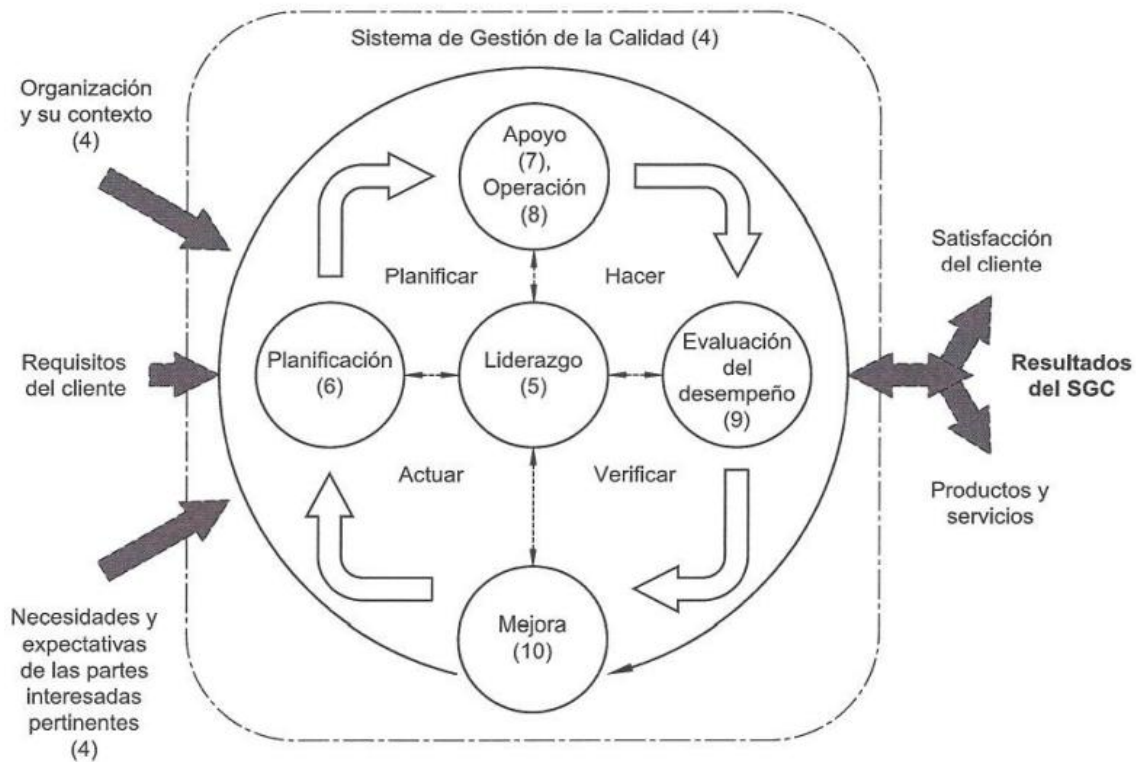 Sistema de Gestión de la Calidad (4)
Organización
y su contexto
(4)
Apoyo
(7),
Operación
(8)
Planificar
Hacer
Satisfacción
del cliente
Requisitos
del cliente
Planificación
(6)
Liderazgo
(5)
Evaluación
del
desempeño
(9)
Resultados
del SGC
Actuar
Verificar
Productos y
servicios
Necesidades y
expectativas
de las partes
interesadas
pertinentes
(4)
Mejora
(10)